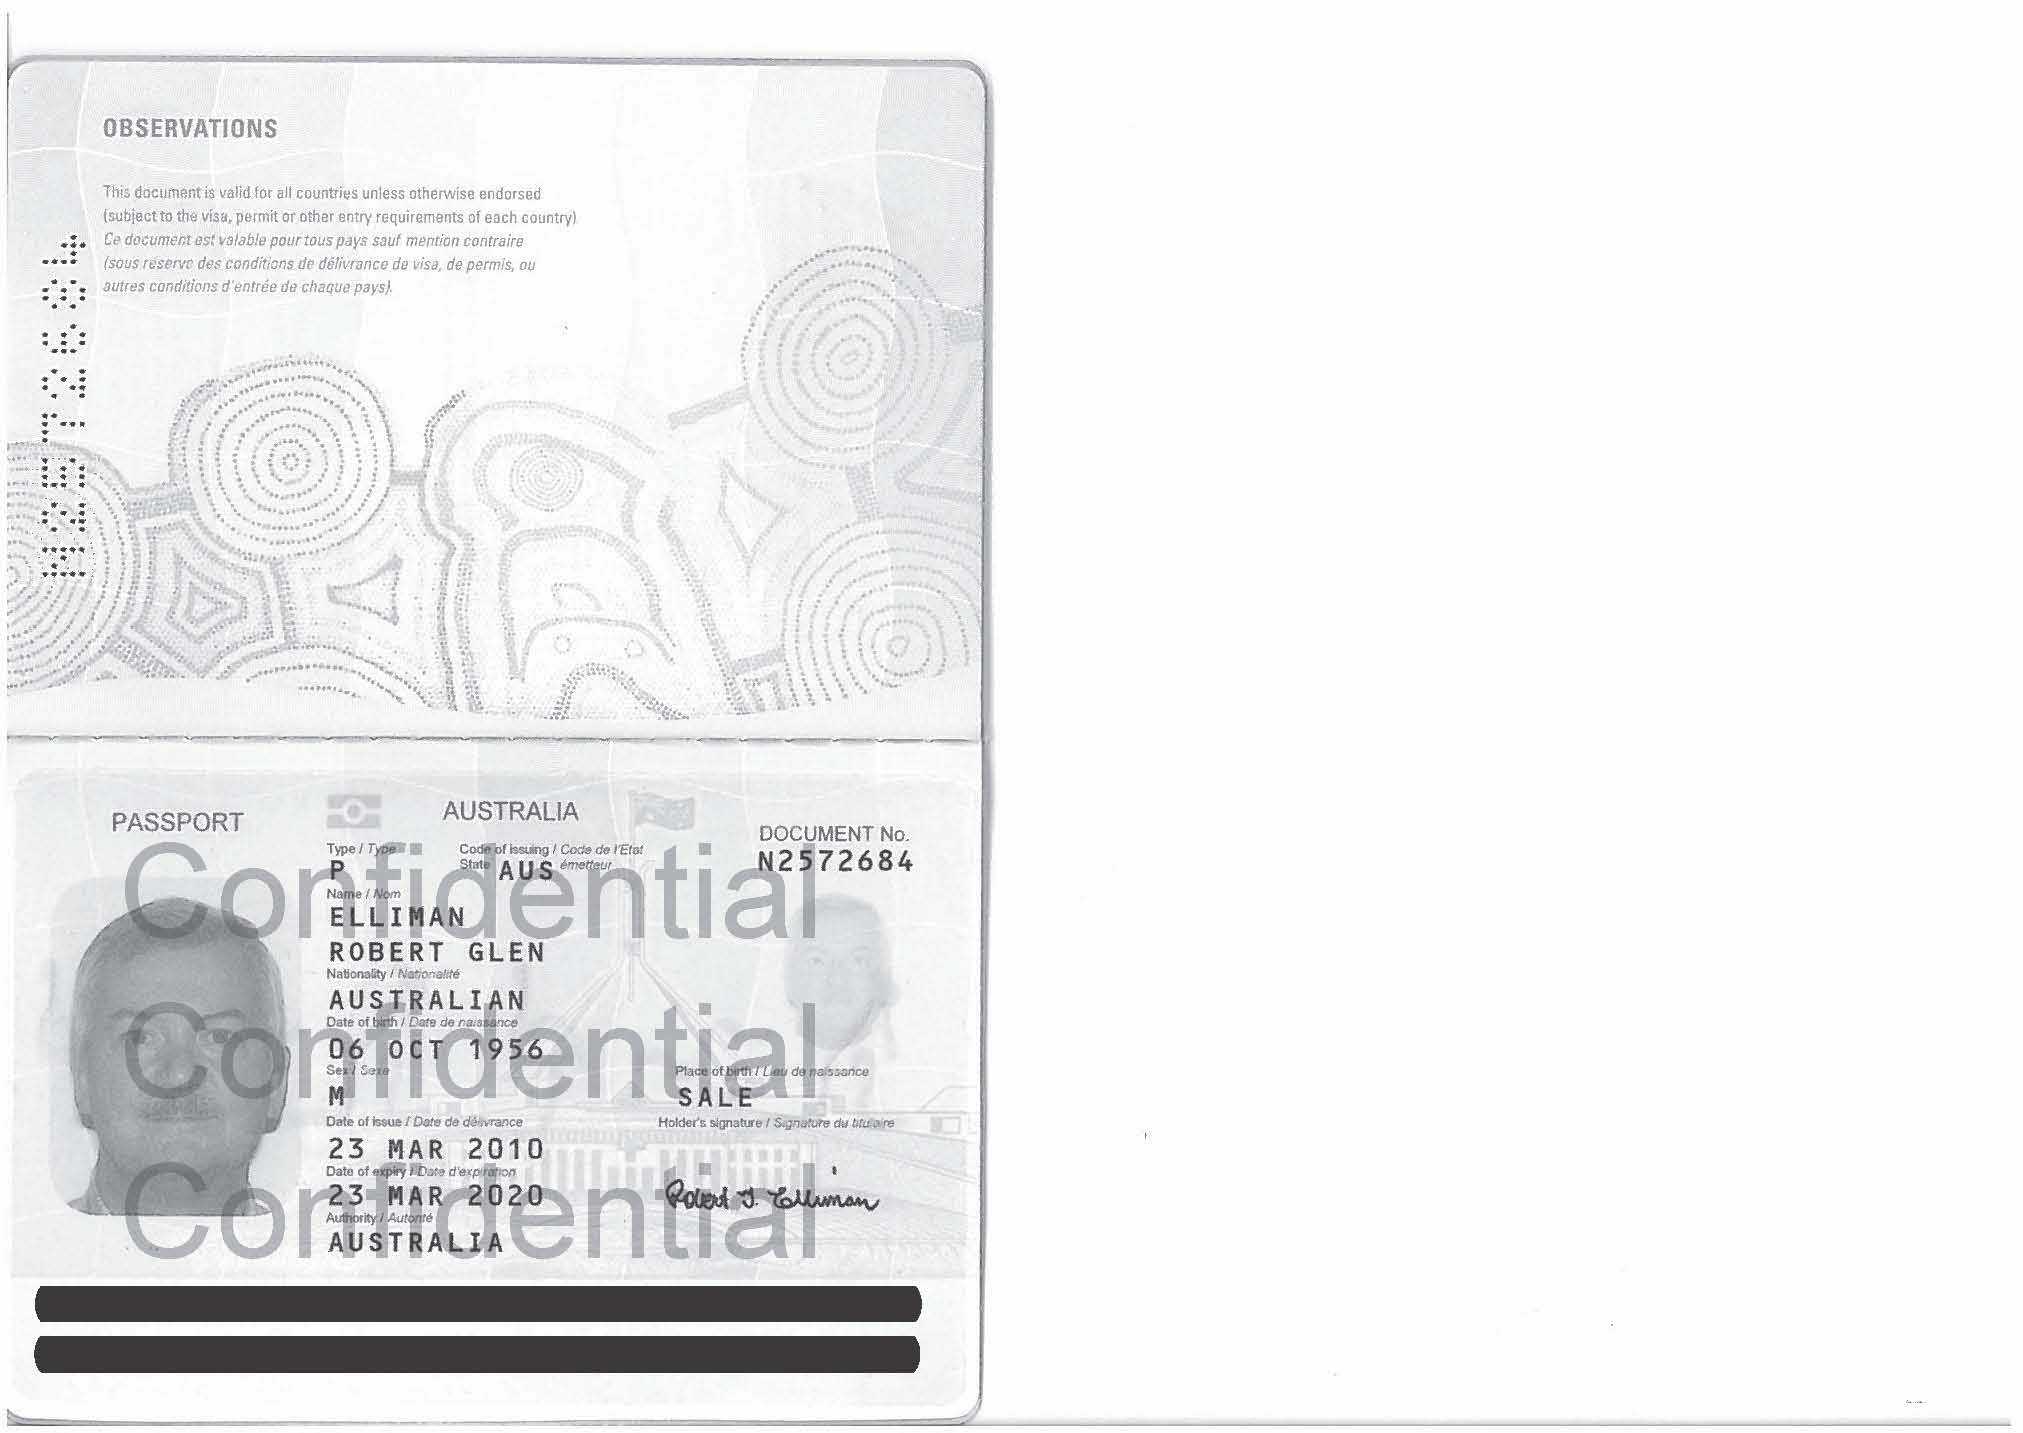 OBSERVATIONS
This document is valid for all countries unless otherwise endorsed
(subject to the visa, permit or other entry requirements of each country)
Ce document est valable pour tous pays sauf mention contraire
(sous réserve des conditions de délivrance de visa, de permis, ou
autres conditions d'entrée de chaque pays).
N2572684
PASSPORT
AUSTRALIA
DOCUMENT No.
N2572684
Type / Type
P
Code of issuing / Code de l'Etat
State AUS émetteur
Confidential
Name / Nom
ELLIMAN
ROBERT GLEN
Nationality / Nationalité
AUSTRALIAN
Date of birth / Date de naissance
06 OCT 1956
Confidential
Sex / Sexe
M
Place of birth / Lieu de naissance
SALE
Date of issue / Date de délivrance
23 MAR 2010
Holder's signature / Signature du titulaire
Robert G. Elliman
Date of expiry / Date d'expiration
23 MAR 2020
Confidential
Authority / Autorité
AUSTRALIA